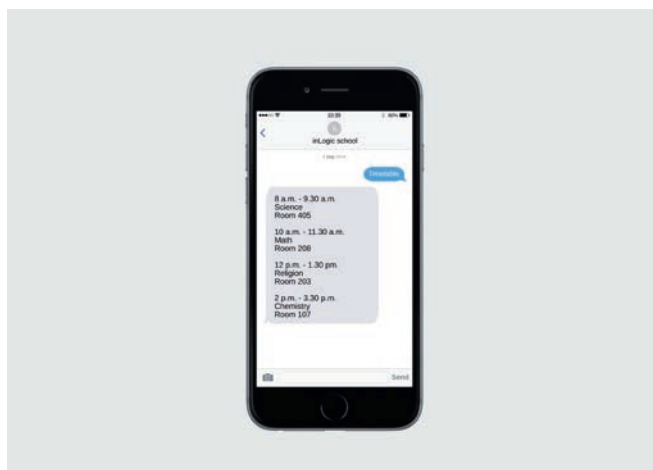 inLogic school
Timetable
8 a.m. - 9.30 a.m.
Science
Room 405
10 a.m. - 11.30 a.m.
Math
Room 208
12 p.m. - 1.30 pm.
Religion
Room 203
2 p.m. - 3.30 p.m.
Chemistry
Room 107
Send